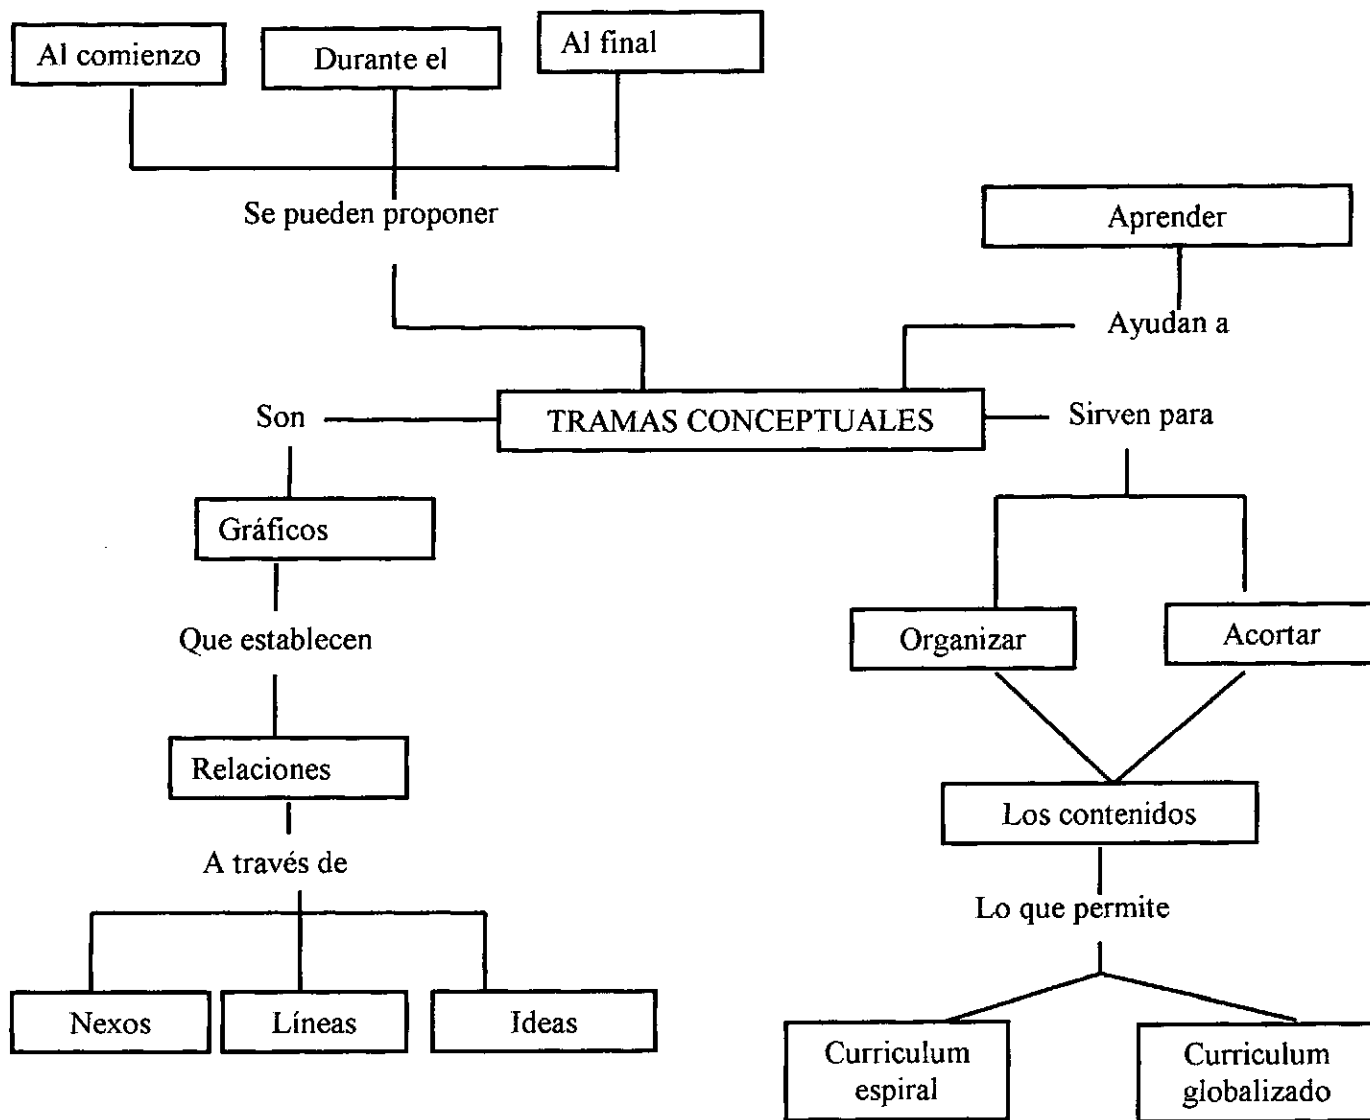 Al comienzo
Durante el
Al final
Se pueden proponer
Aprender
Ayudan a
Son
TRAMAS CONCEPTUALES
Sirven para
Gráficos
Que establecen
Organizar
Acortar
Relaciones
Los contenidos
A través de
Lo que permite
Nexos
Líneas
Ideas
Curriculum
espiral
Curriculum
globalizado